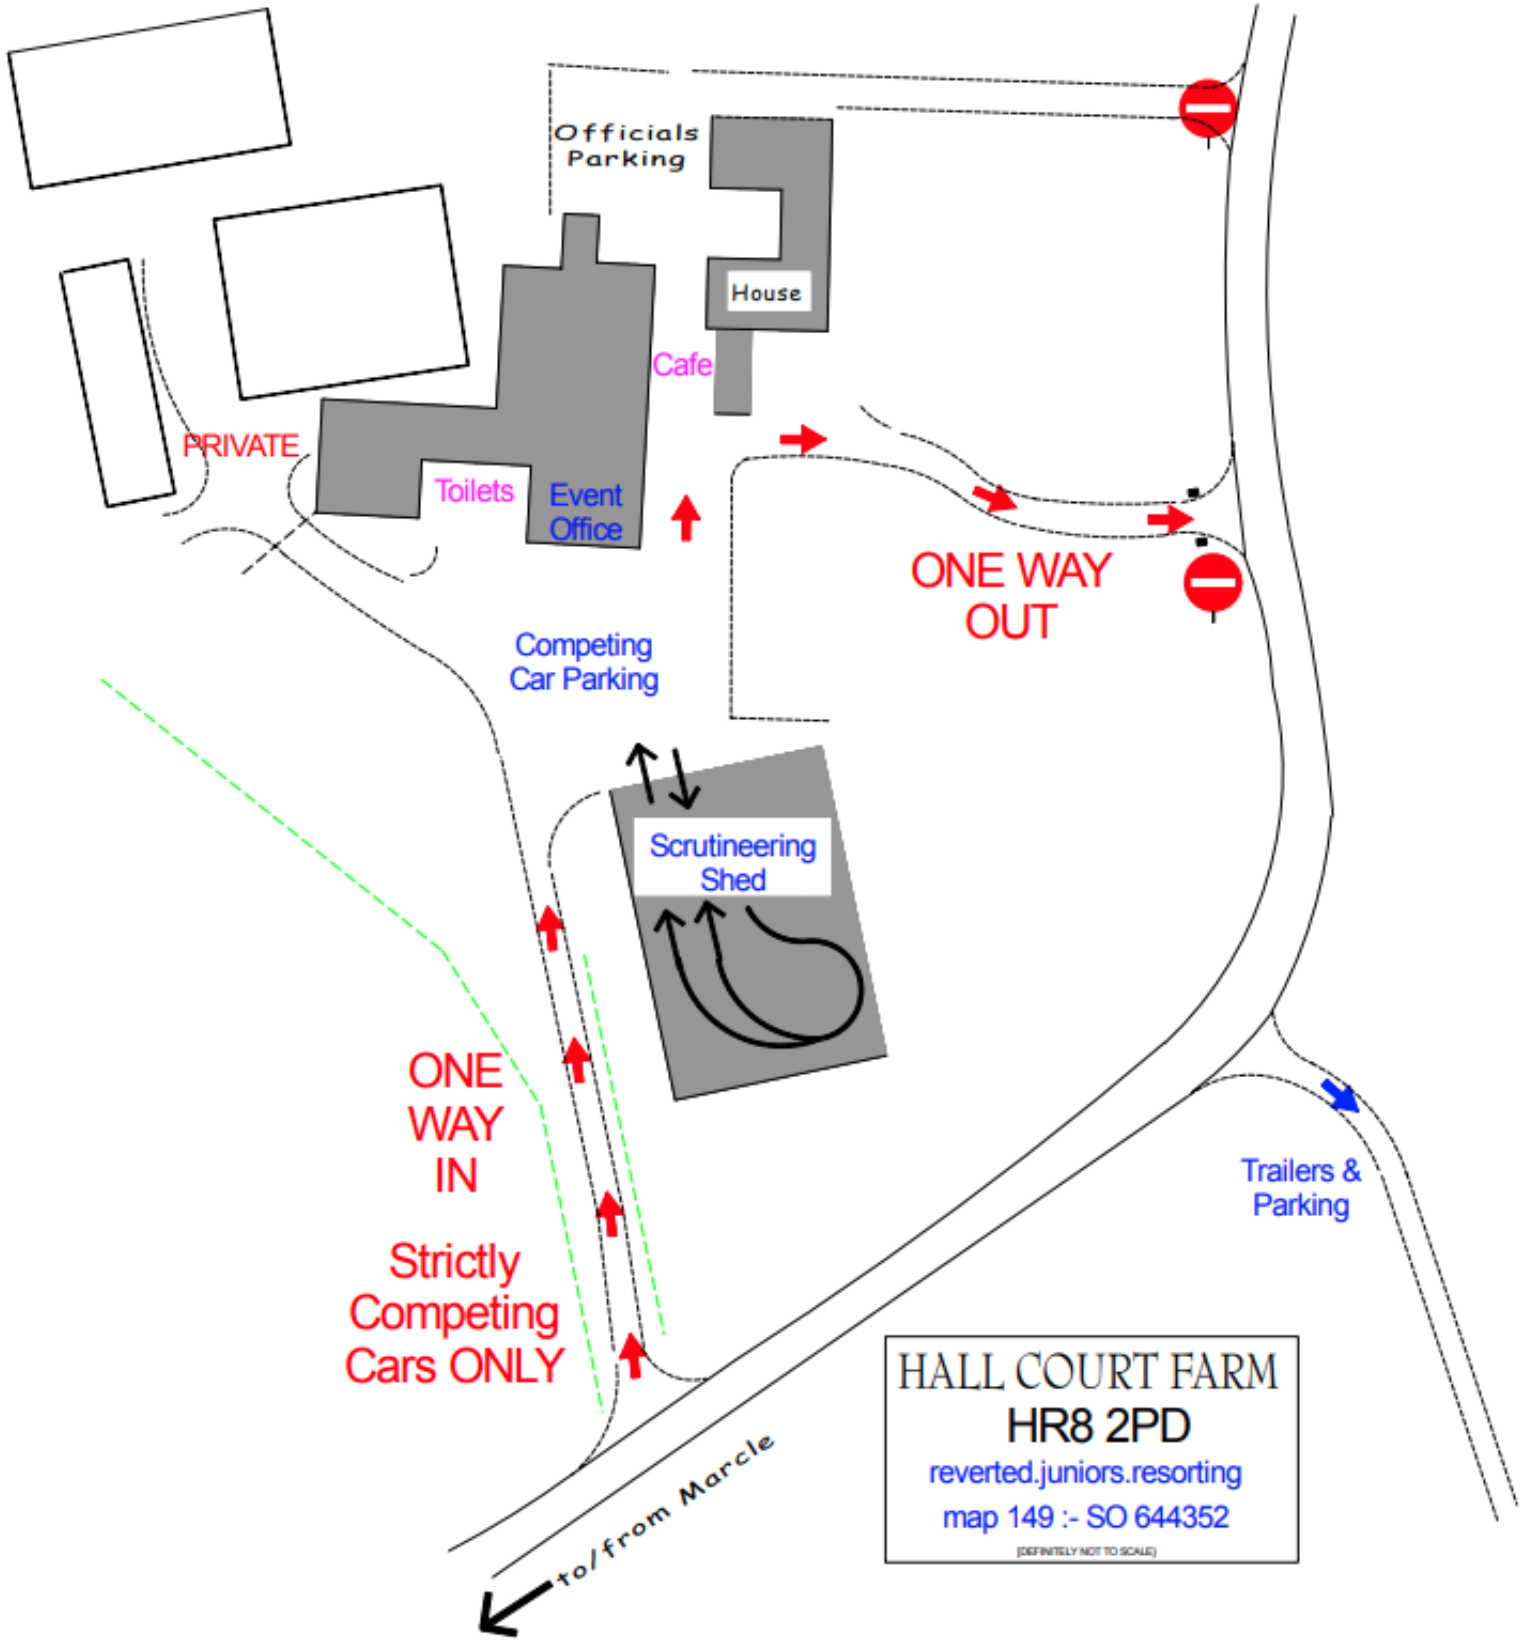 Officials
Parking
House
Cafe
PRIVATE
Toilets
Event
Office
ONE WAY
OUT
Competing
Car Parking
Scrutineering
Shed
ONE
WAY
IN
Strictly
Competing
Cars ONLY
Trailers &
Parking
to/from Marcle
HALL COURT FARM
HR8 2PD
reverted.juniors.resorting
map 149 :- SO 644352
[DEFINITELY NOT TO SCALE]